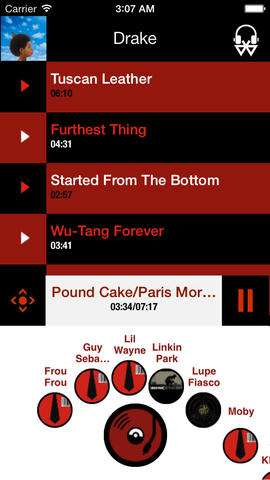 Carrier 3:07 AM
Drake
Tuscan Leather
06:10
Furthest Thing
04:31
Started From The Bottom
02:57
Wu-Tang Forever
03:41
Pound Cake/Paris Mor...
03:34/07:17
Frou
Frou
Guy
Seba...
Lil
Wayne
Linkin
Park
Lupe
Fiasco
Moby